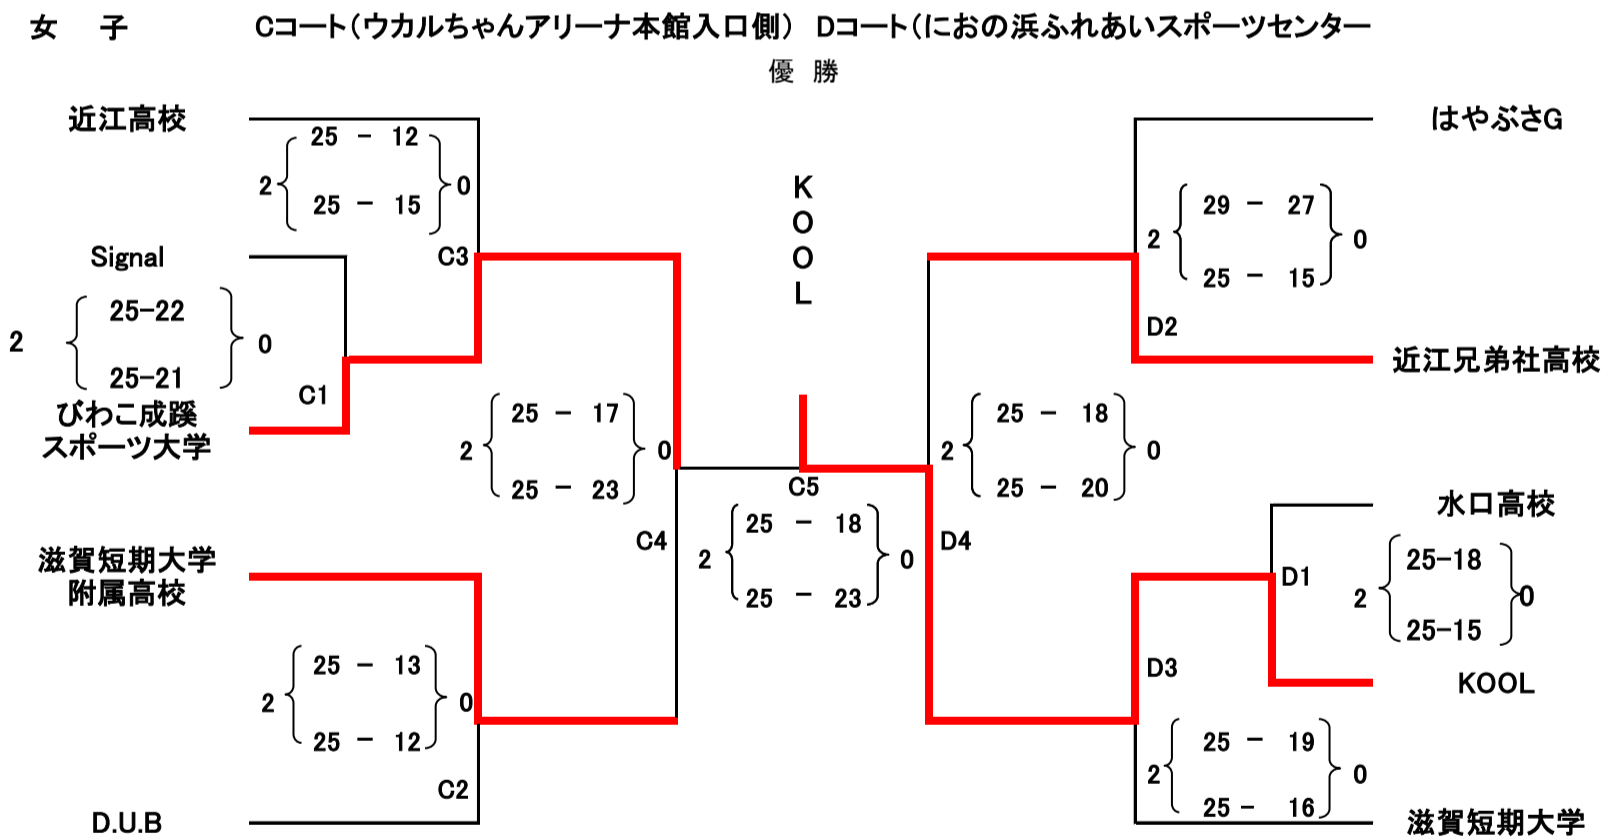 女 子 Cコート（ウカルちゃんアリーナ本館入口側） Dコート（におの浜ふれあいスポーツセンター
優 勝
近江高校
はやぶさG
25 － 12
2 0
25 － 15
KOOL
29 － 27
2 0
25 － 15
Signal
C3
25-22
2 0
25-21
C1
D2
びわこ成蹊
スポーツ大学
近江兄弟社高校
25 － 17
2 0
25 － 23
25 － 18
2 0
25 － 20
C5
25 － 18
2 0
25 － 23
C4
D4
水口高校
25-18
2 0
25-15
D1
KOOL
滋賀短期大学
附属高校
25 － 13
2 0
25 － 12
C2
D.U.B
D3
25 － 19
2 0
25 － 16
滋賀短期大学